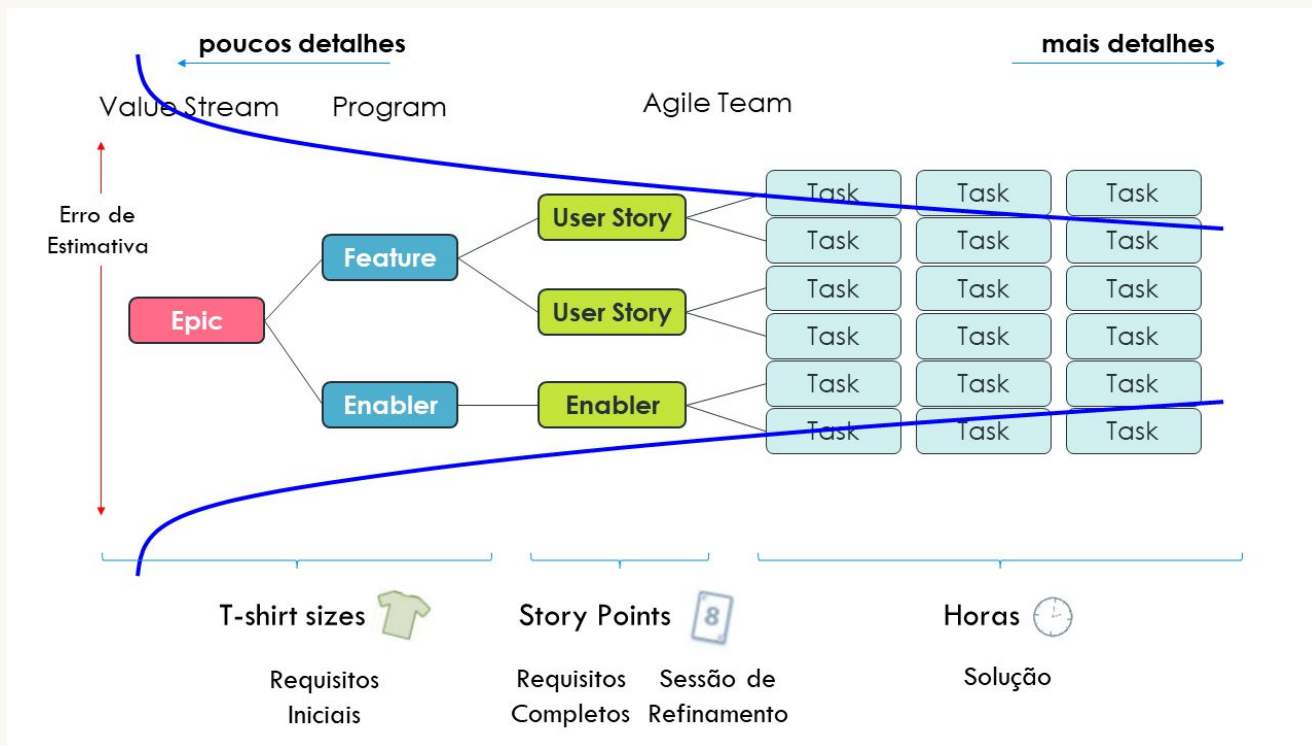 poucos detalhes
mais detalhes
Value Stream
Program
Agile Team
Erro de
Estimativa
Epic
Feature
Enabler
User Story
User Story
Enabler
Task Task Task
Task Task Task
Task Task Task
Task Task Task
Task Task Task
Task Task Task
T-shirt sizes
Requisitos
Iniciais
Story Points
8
Requisitos
Completos
Sessão de
Refinamento
Horas
Solução